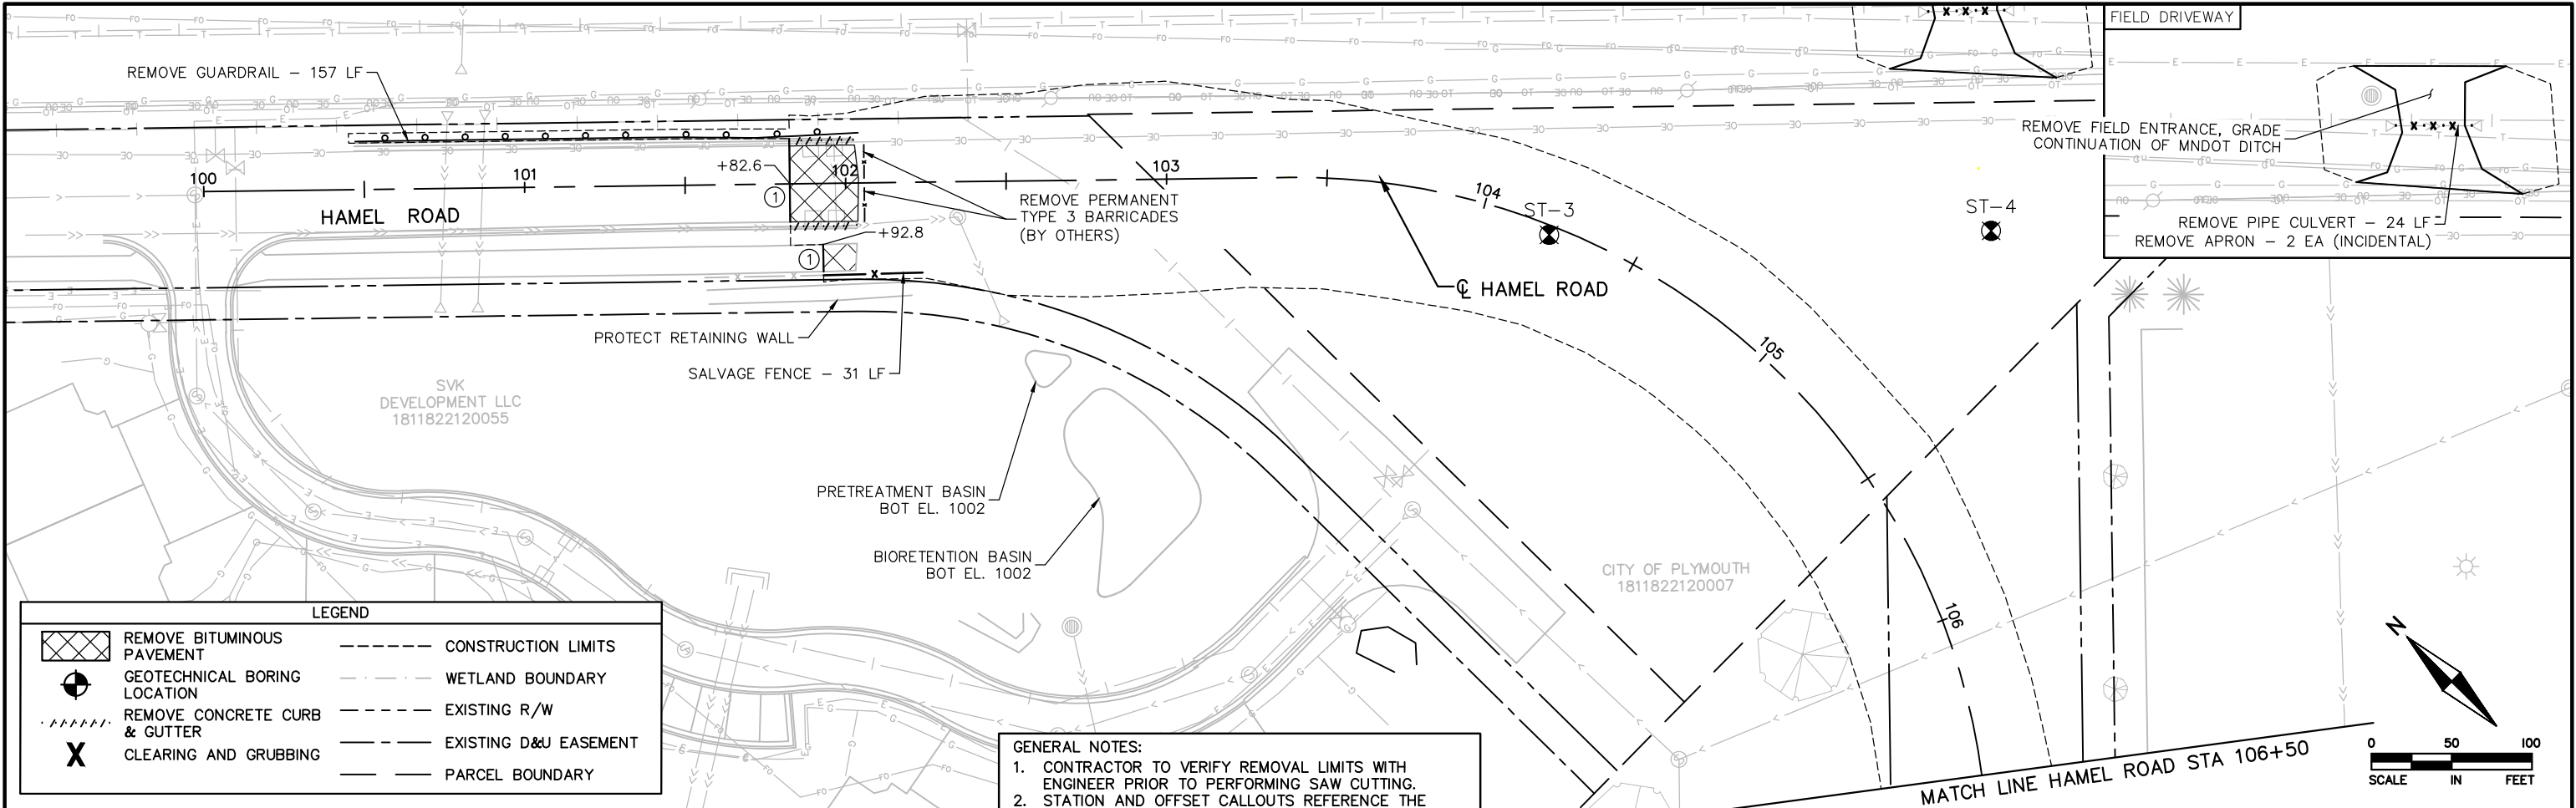 FIELD DRIVEWAY
REMOVE GUARDRAIL - 157 LF
REMOVE FIELD ENTRANCE, GRADE
CONTINUATION OF MNDOT DITCH
REMOVE PIPE CULVERT - 24 LF
REMOVE APRON - 2 EA (INCIDENTAL)
100
101
102
103
104
105
106
+82.6
1
HAMEL ROAD
REMOVE PERMANENT
TYPE 3 BARRICADES
(BY OTHERS)
+92.8
1
ST-3
ST-4
℄ HAMEL ROAD
PROTECT RETAINING WALL
SALVAGE FENCE - 31 LF
SVK
DEVELOPMENT LLC
1811822120055
PRETREATMENT BASIN
BOT EL. 1002
BIORETENTION BASIN
BOT EL. 1002
CITY OF PLYMOUTH
1811822120007
LEGEND
REMOVE BITUMINOUS
PAVEMENT
GEOTECHNICAL BORING
LOCATION
REMOVE CONCRETE CURB
& GUTTER
X CLEARING AND GRUBBING
CONSTRUCTION LIMITS
WETLAND BOUNDARY
EXISTING R/W
EXISTING D&U EASEMENT
PARCEL BOUNDARY
GENERAL NOTES:
1. CONTRACTOR TO VERIFY REMOVAL LIMITS WITH
ENGINEER PRIOR TO PERFORMING SAW CUTTING.
2. STATION AND OFFSET CALLOUTS REFERENCE THE
MATCH LINE HAMEL ROAD STA 106+50
N
0 50 100
SCALE IN FEET